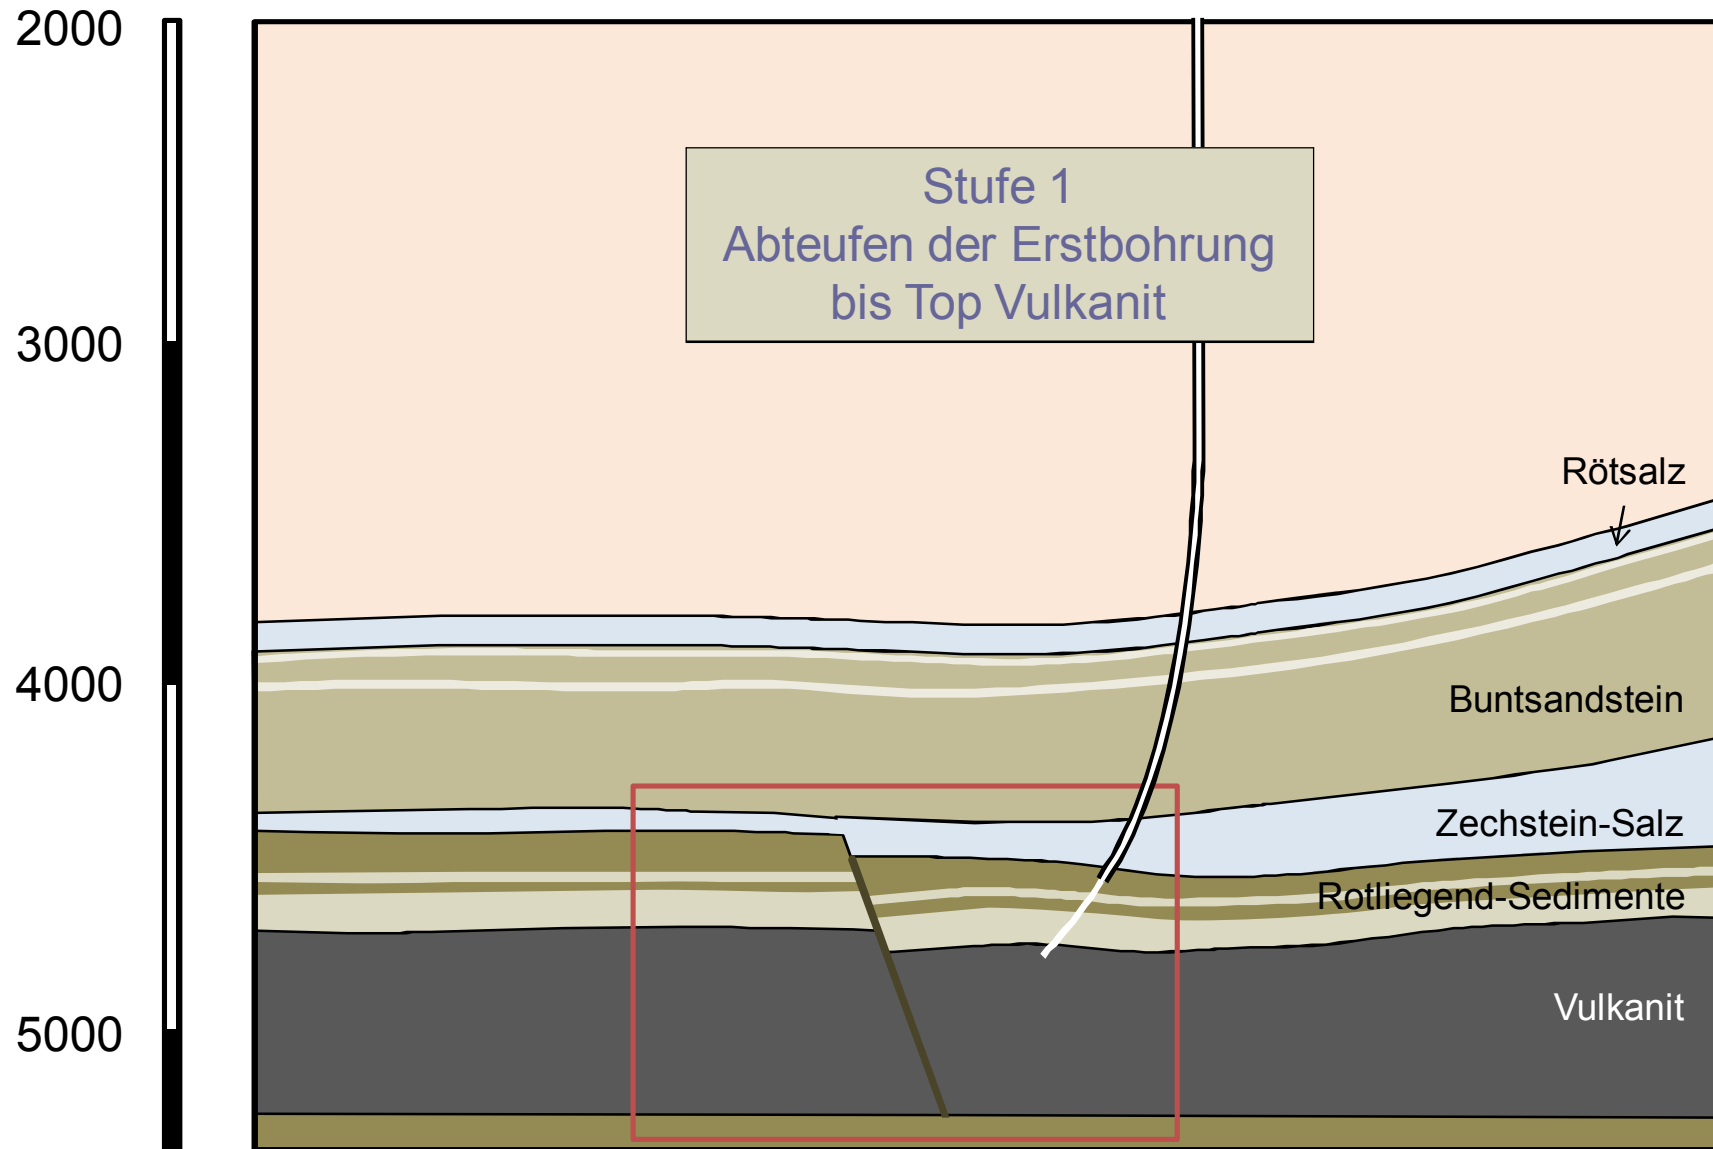 2000
Stufe 1
Abteufen der Erstbohrung
bis Top Vulkanit
3000
Rötsalz
4000
Buntsandstein
Zechstein-Salz
Rotliegend-Sedimente
Vulkanit
5000